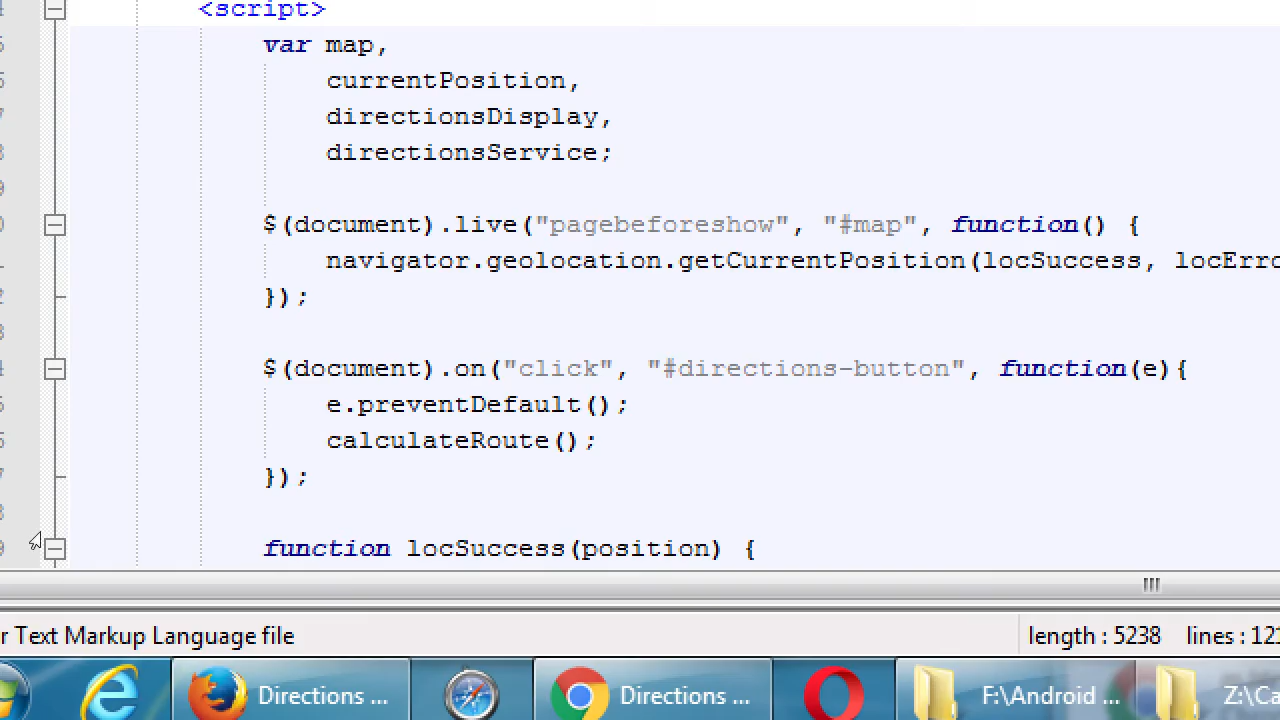 <script>
var map,
currentPosition,
directionsDisplay,
directionsService;
$(document).live("pagebeforeshow", "#map", function() {
navigator.geolocation.getCurrentPosition(locSuccess, locErro
});
$(document).on("click", "#directions-button", function(e){
e.preventDefault();
calculateRoute();
});
function locSuccess(position) {
r Text Markup Language file
length : 5238 lines : 121
Directions ...
Directions ...
F:\Android ...
Z:\Ca